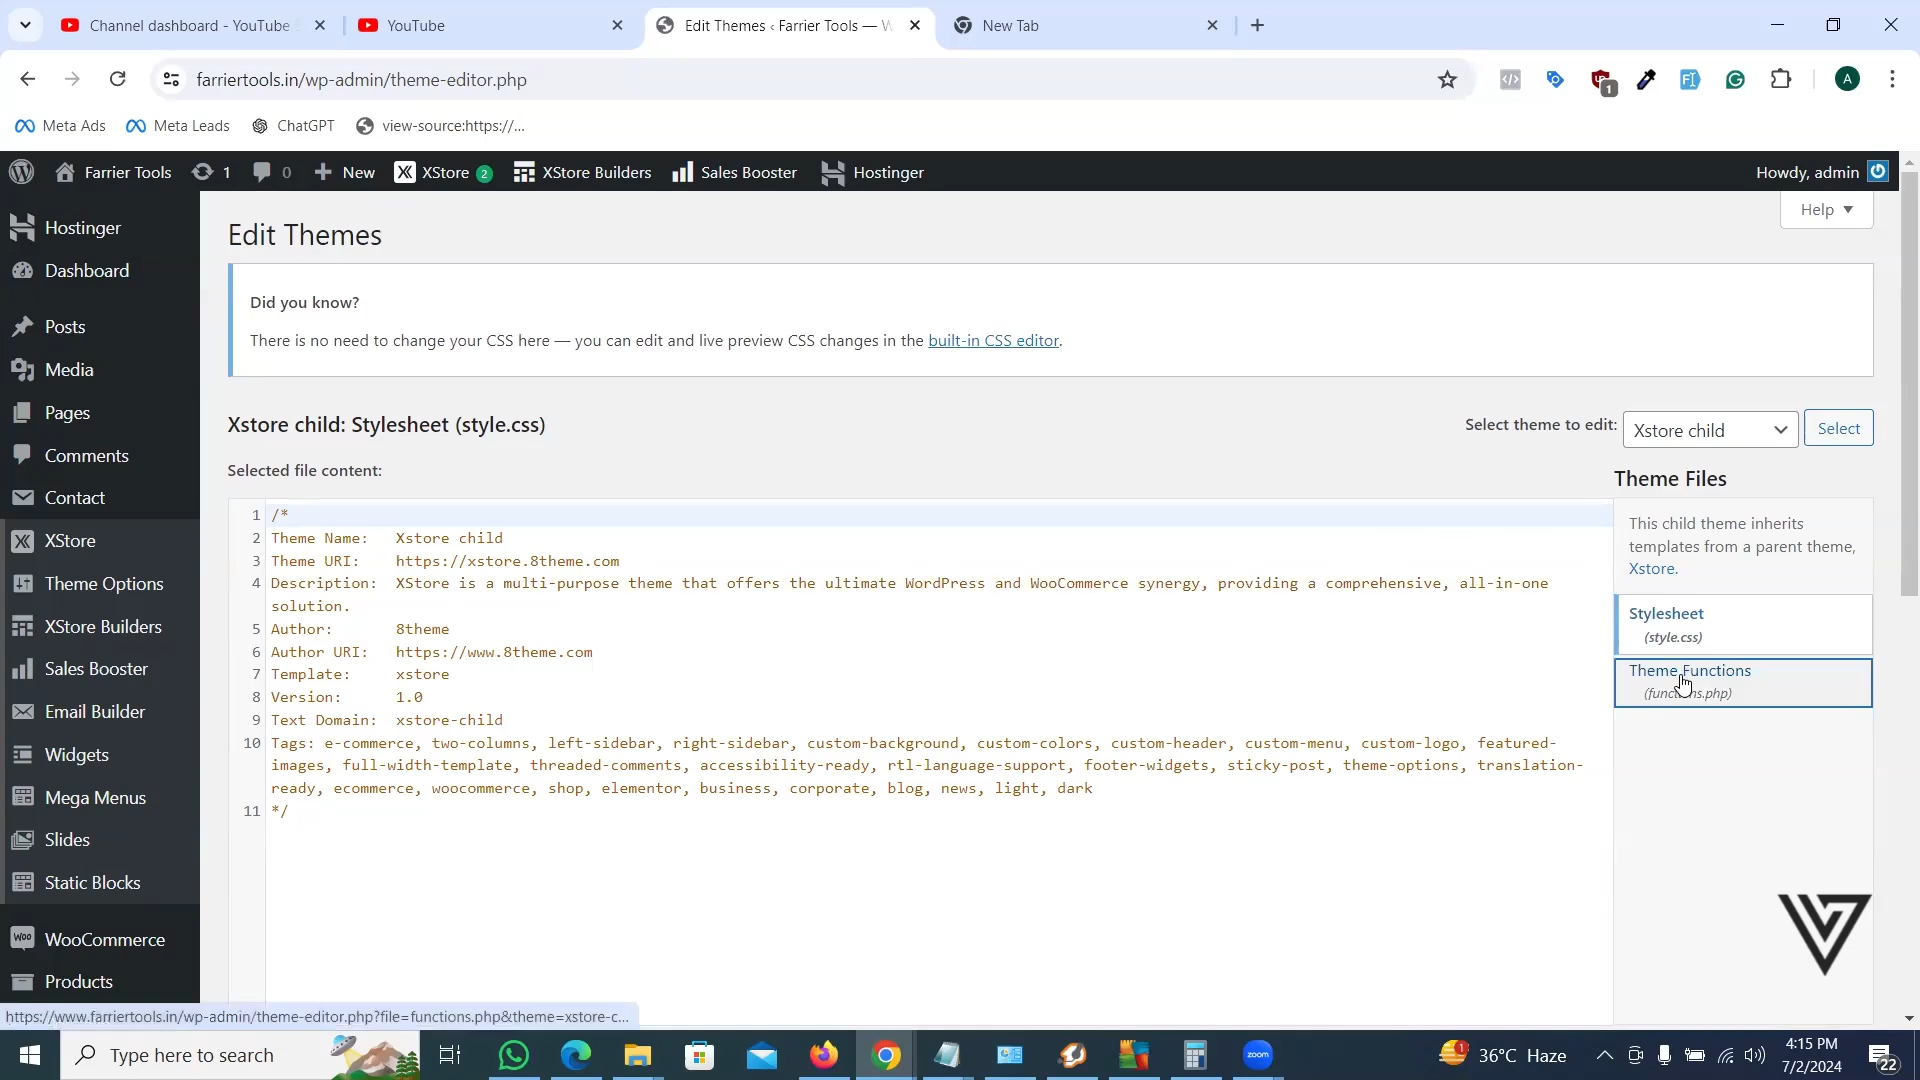 Channel dashboard - YouTube
YouTube
Edit Themes ‹ Farrier Tools —
New Tab
farriertools.in/wp-admin/theme-editor.php
1
A
Meta Ads
Meta Leads
ChatGPT
view-source:https://...
Farrier Tools
1
0
New
XStore 2
XStore Builders
Sales Booster
Hostinger
Howdy, admin
Help
Hostinger
Dashboard
Posts
Media
Pages
Comments
Contact
XStore
Theme Options
XStore Builders
Sales Booster
Email Builder
Widgets
Mega Menus
Slides
Static Blocks
WooCommerce
Products
Edit Themes
Did you know?
There is no need to change your CSS here — you can edit and live preview CSS changes in the built-in CSS editor.
Xstore child: Stylesheet (style.css)
Select theme to edit: Xstore child Select
Selected file content:
1 /*
2 Theme Name: Xstore child
3 Theme URI: https://xstore.8theme.com
4 Description: XStore is a multi-purpose theme that offers the ultimate WordPress and WooCommerce synergy, providing a comprehensive, all-in-one
solution.
5 Author: 8theme
6 Author URI: https://www.8theme.com
7 Template: xstore
8 Version: 1.0
9 Text Domain: xstore-child
10 Tags: e-commerce, two-columns, left-sidebar, right-sidebar, custom-background, custom-colors, custom-header, custom-menu, custom-logo, featured-
images, full-width-template, threaded-comments, accessibility-ready, rtl-language-support, footer-widgets, sticky-post, theme-options, translation-
ready, ecommerce, woocommerce, shop, elementor, business, corporate, blog, news, light, dark
11 */
Theme Files
This child theme inherits
templates from a parent theme,
Xstore.
Stylesheet
(style.css)
Theme Functions
(functions.php)
https://www.farriertools.in/wp-admin/theme-editor.php?file=functions.php&theme=xstore-c...
Type here to search
zoom
1
36°C Haze
4:15 PM
7/2/2024
22